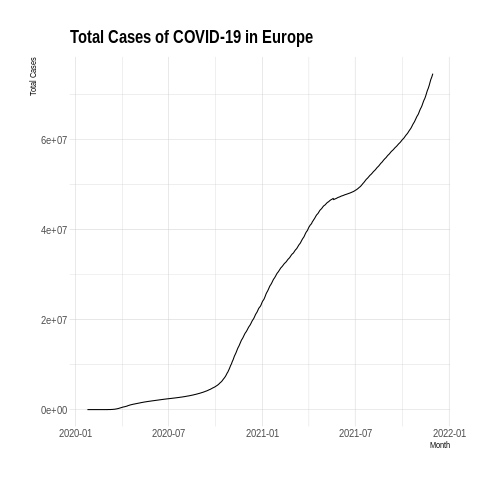 Total Cases of COVID-19 in Europe
Total Cases
6e+07
4e+07
2e+07
0e+00
2020-01 2020-07 2021-01 2021-07 2022-01
Month